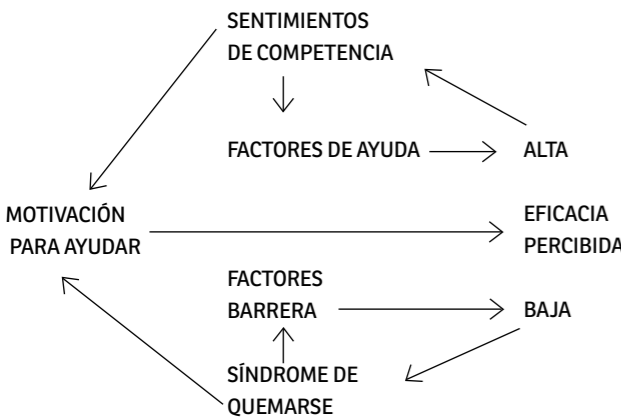 SENTIMIENTOS
DE COMPETENCIA
FACTORES DE AYUDA
ALTA
MOTIVACIÓN
PARA AYUDAR
EFICACIA
PERCIBIDA
FACTORES
BARRERA
BAJA
SÍNDROME DE
QUEMARSE